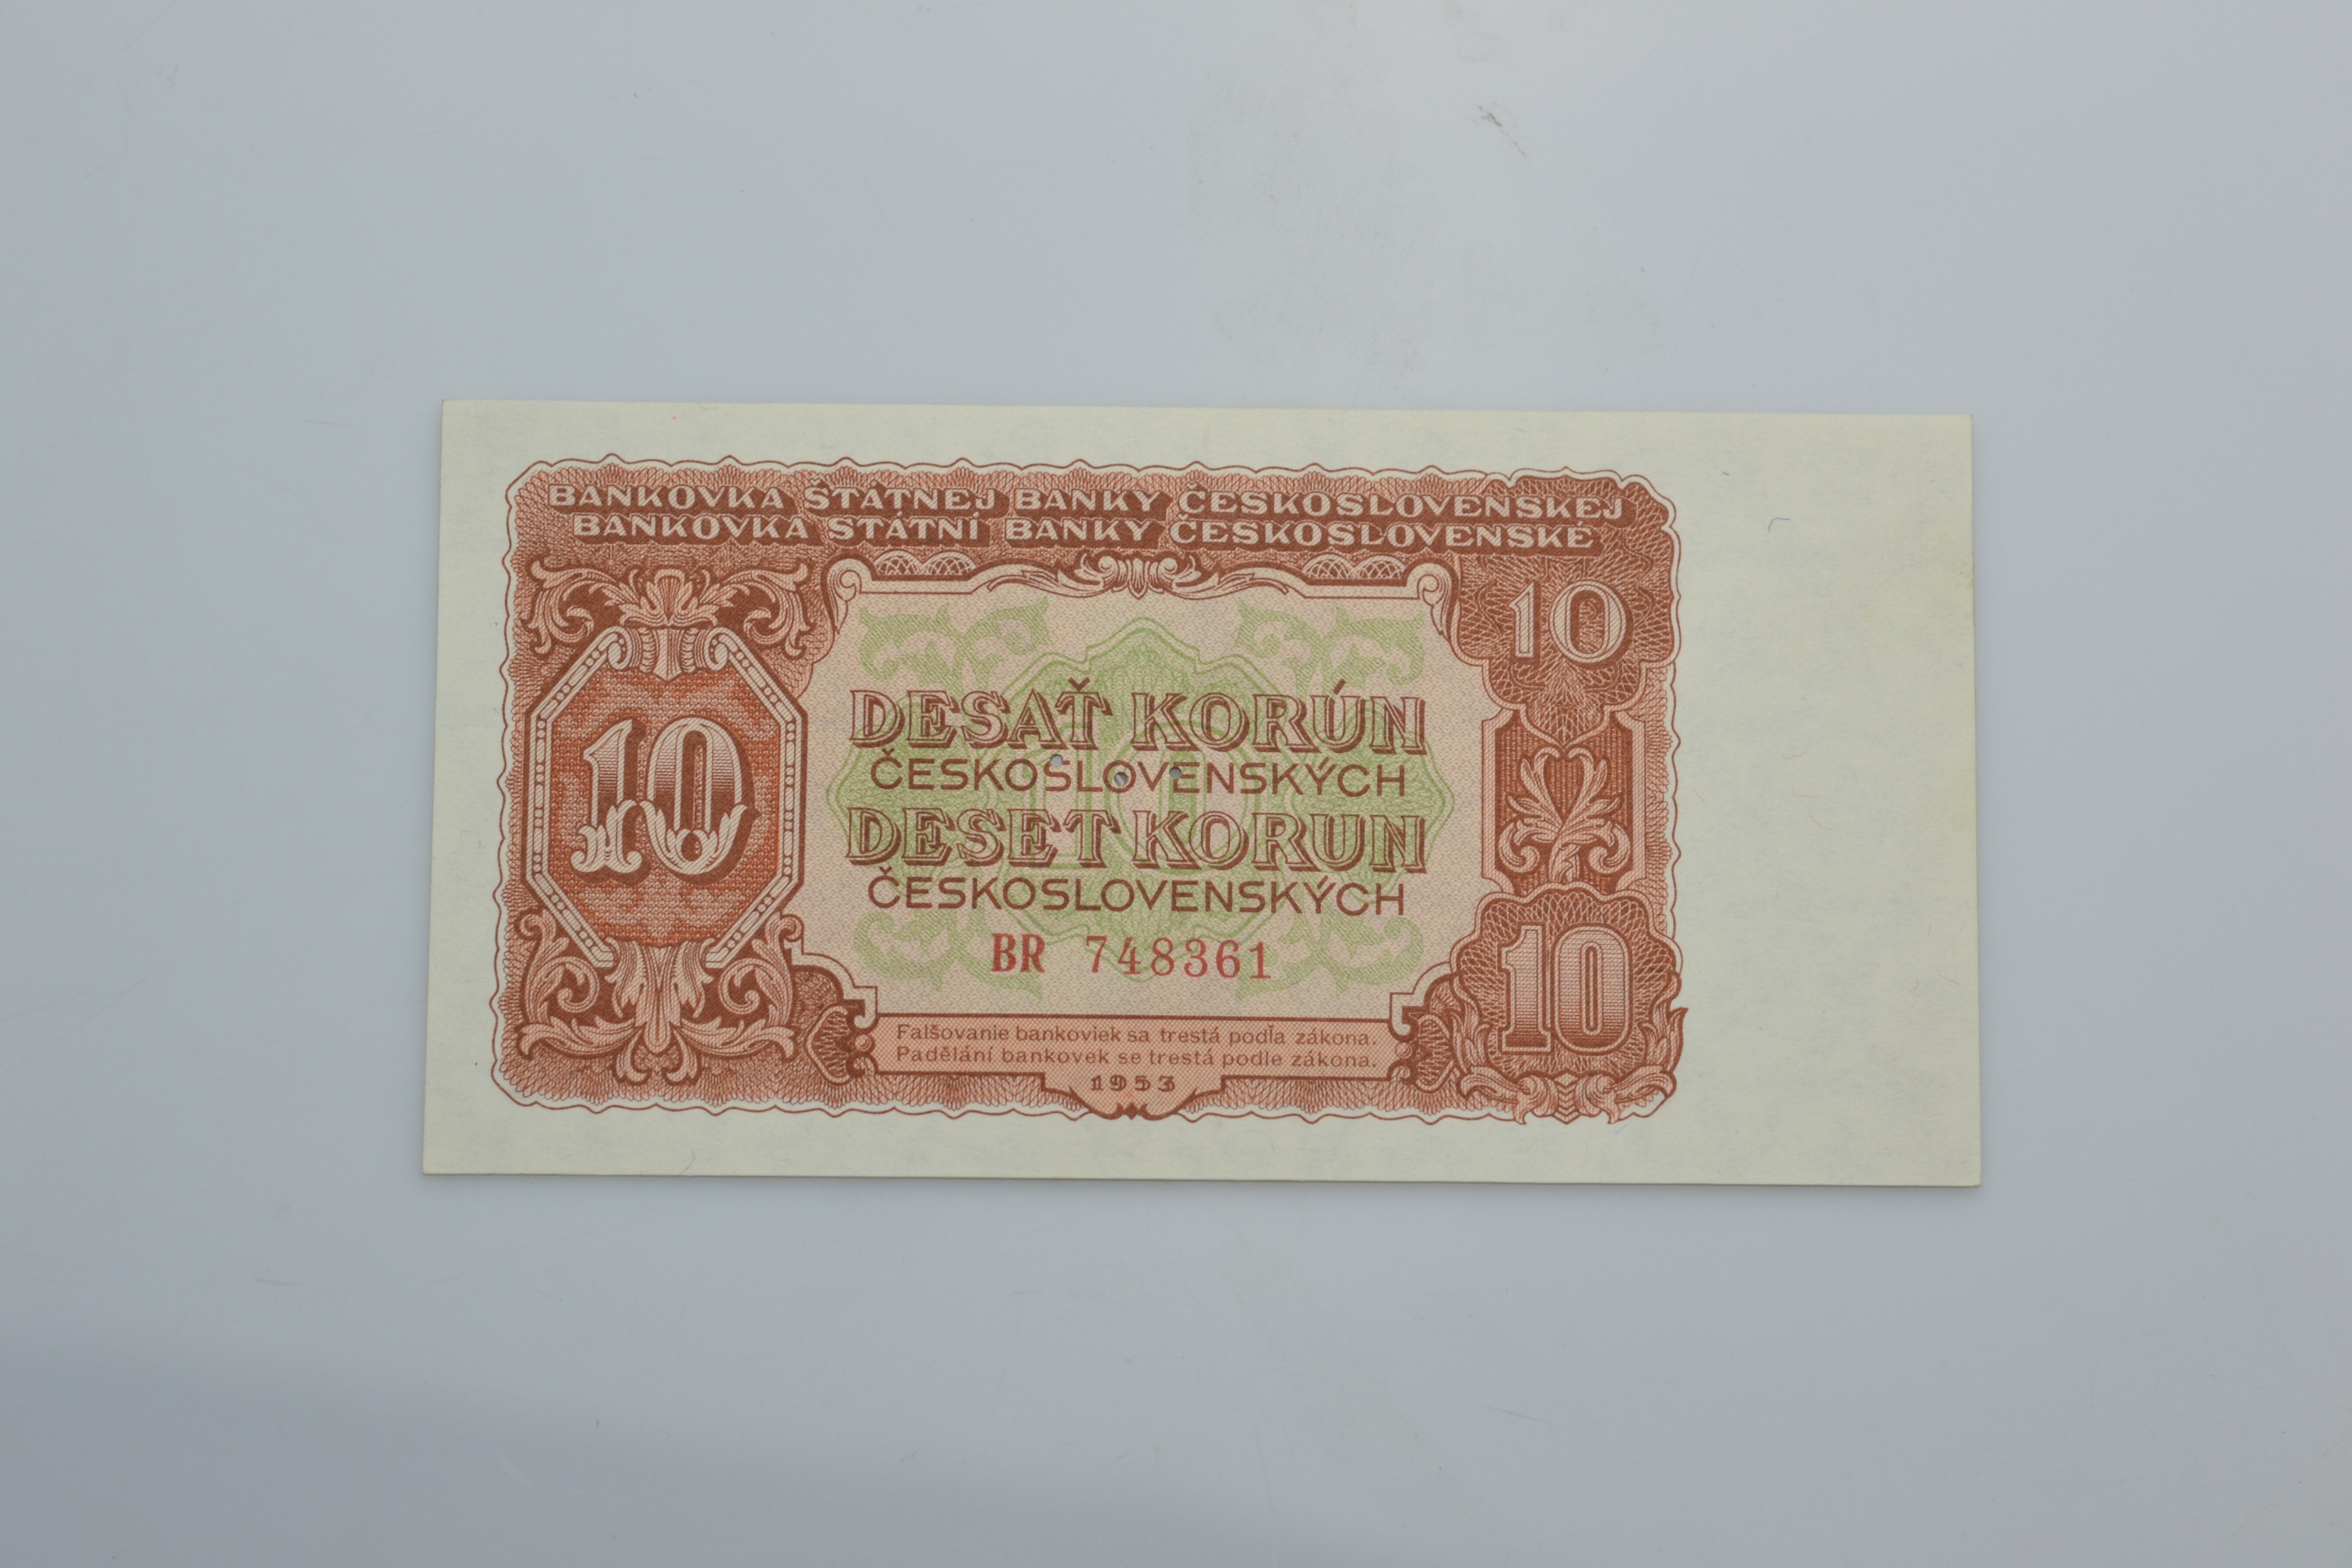 BANKOVKA ŠTÁTNEJ BANKY ČESKOSLOVENSKEJ
BANKOVKA STÁTNÍ BANKY ČESKOSLOVENSKÉ
10
10
DESAŤ KORÚN
ČESKOSLOVENSKÝCH
DESET KORUN
ČESKOSLOVENSKÝCH
BR 748361
10
Falšovanie bankoviek sa trestá podľa zákona.
Padělání bankovek se trestá podle zákona.
1953